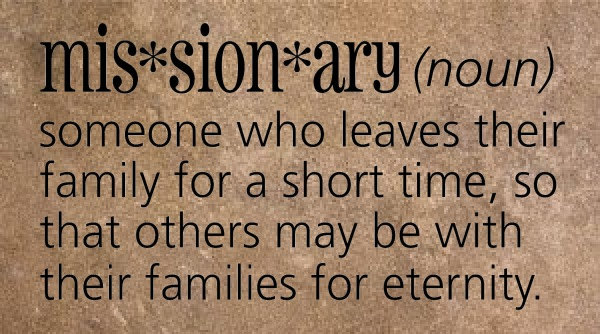 mis*sion*ary (noun)
someone who leaves their
family for a short time, so
that others may be with
their families for eternity.